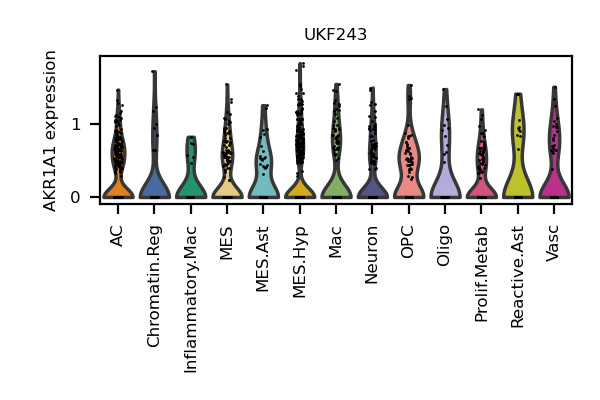 UKF243
AKR1A1 expression
1
0
AC
Chromatin.Reg
Inflammatory.Mac
MES
MES.Ast
MES.Hyp
Mac
Neuron
OPC
Oligo
Prolif.Metab
Reactive.Ast
Vasc